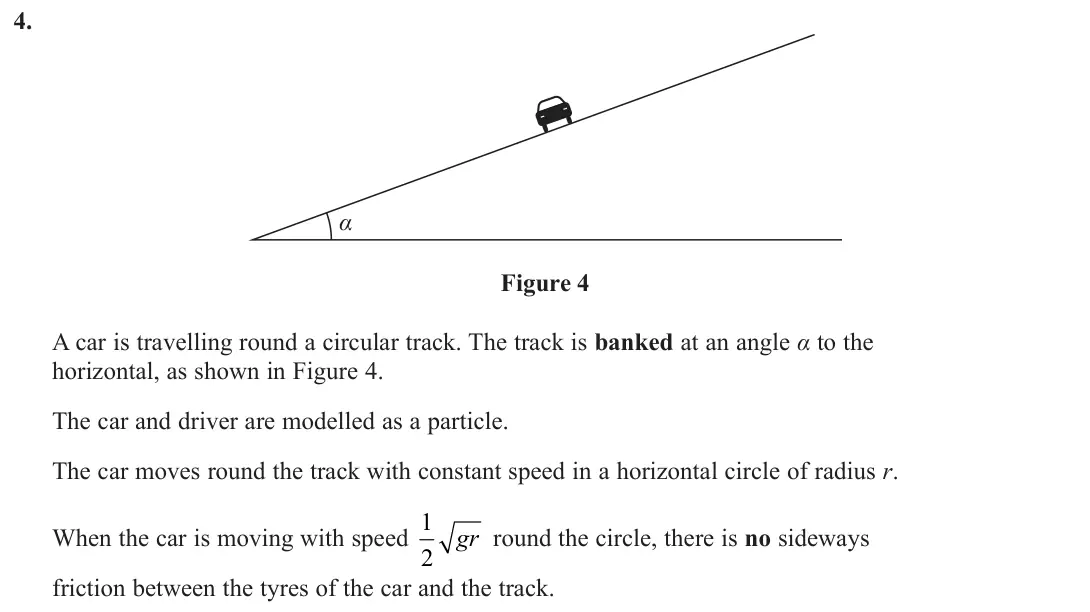 4.
α
Figure 4
A car is travelling round a circular track. The track is banked at an angle α to the
horizontal, as shown in Figure 4.
The car and driver are modelled as a particle.
The car moves round the track with constant speed in a horizontal circle of radius r.
When the car is moving with speed 1/2 √gr round the circle, there is no sideways
friction between the tyres of the car and the track.